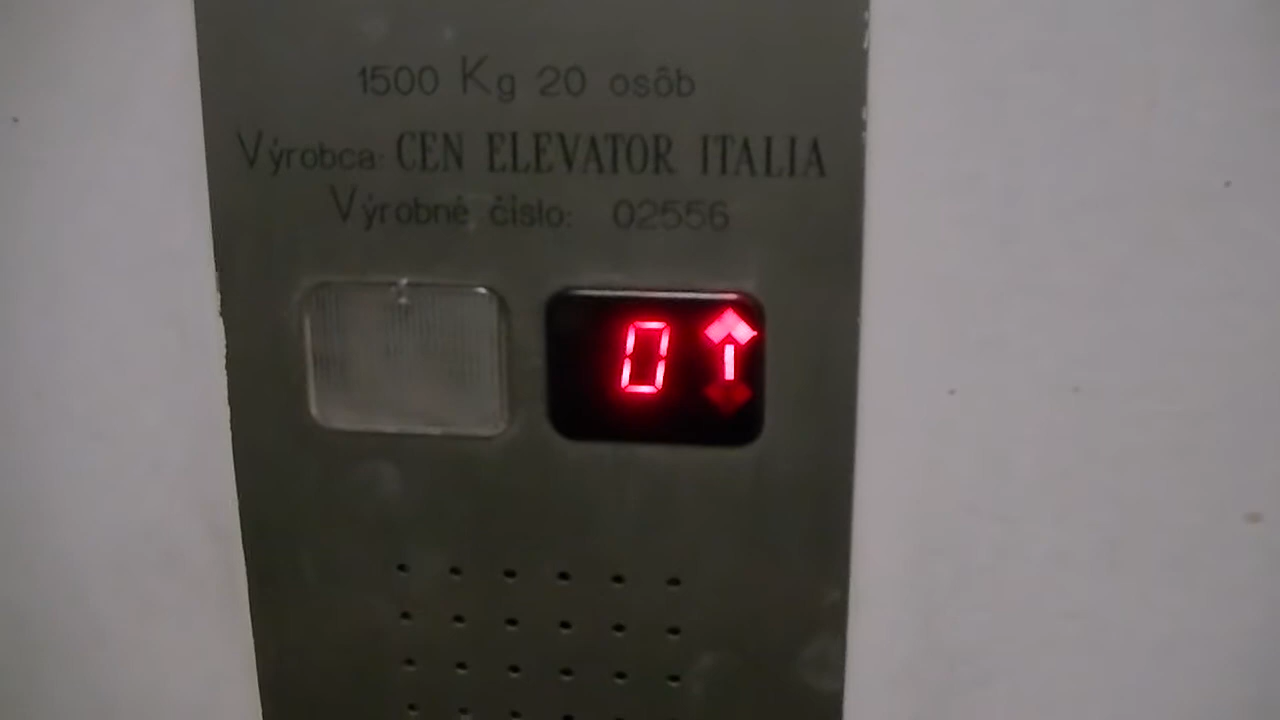 1500 Kg 20 osôb
Výrobca: CEN ELEVATOR ITALIA
Výrobné číslo: 02556
0